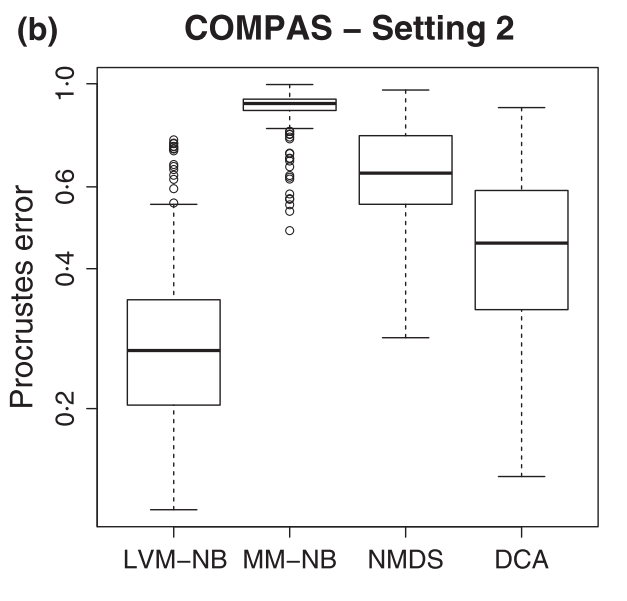 (b) COMPAS – Setting 2
Procrustes error
1·0
0·6
0·4
0·2
LVM−NB MM−NB NMDS DCA